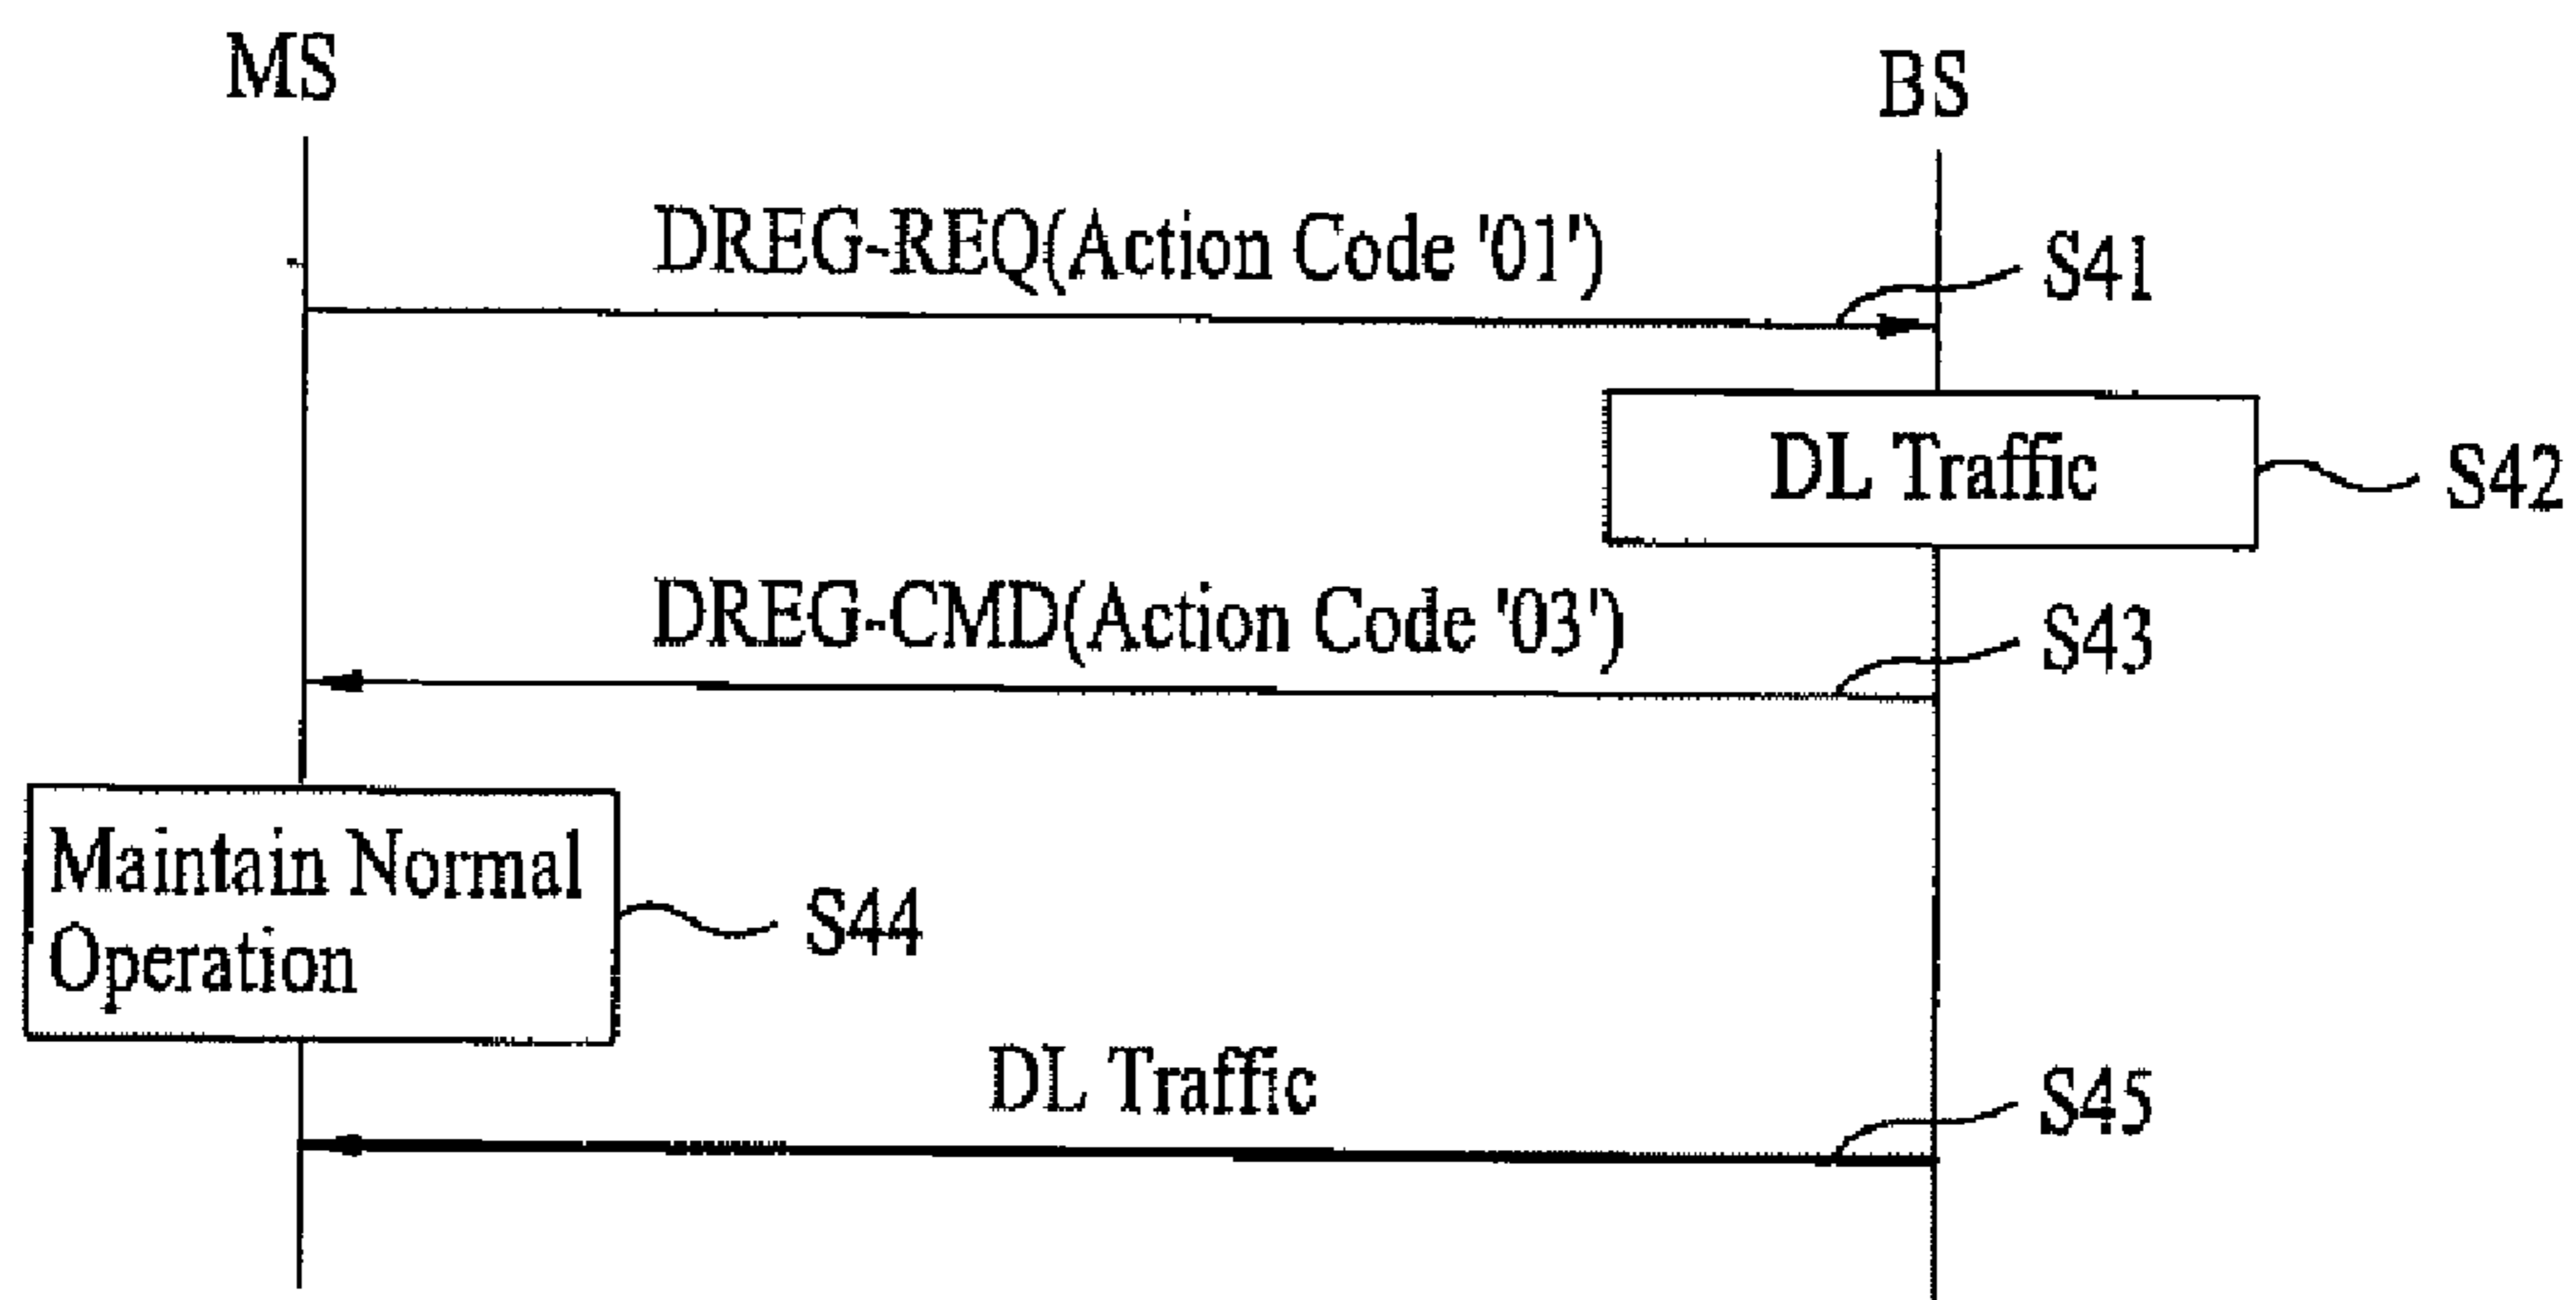 MS
BS
DREG-REQ(Action Code '01')
S41
DL Traffic
S42
DREG-CMD(Action Code '03')
S43
Maintain Normal
Operation
S44
DL Traffic
S45